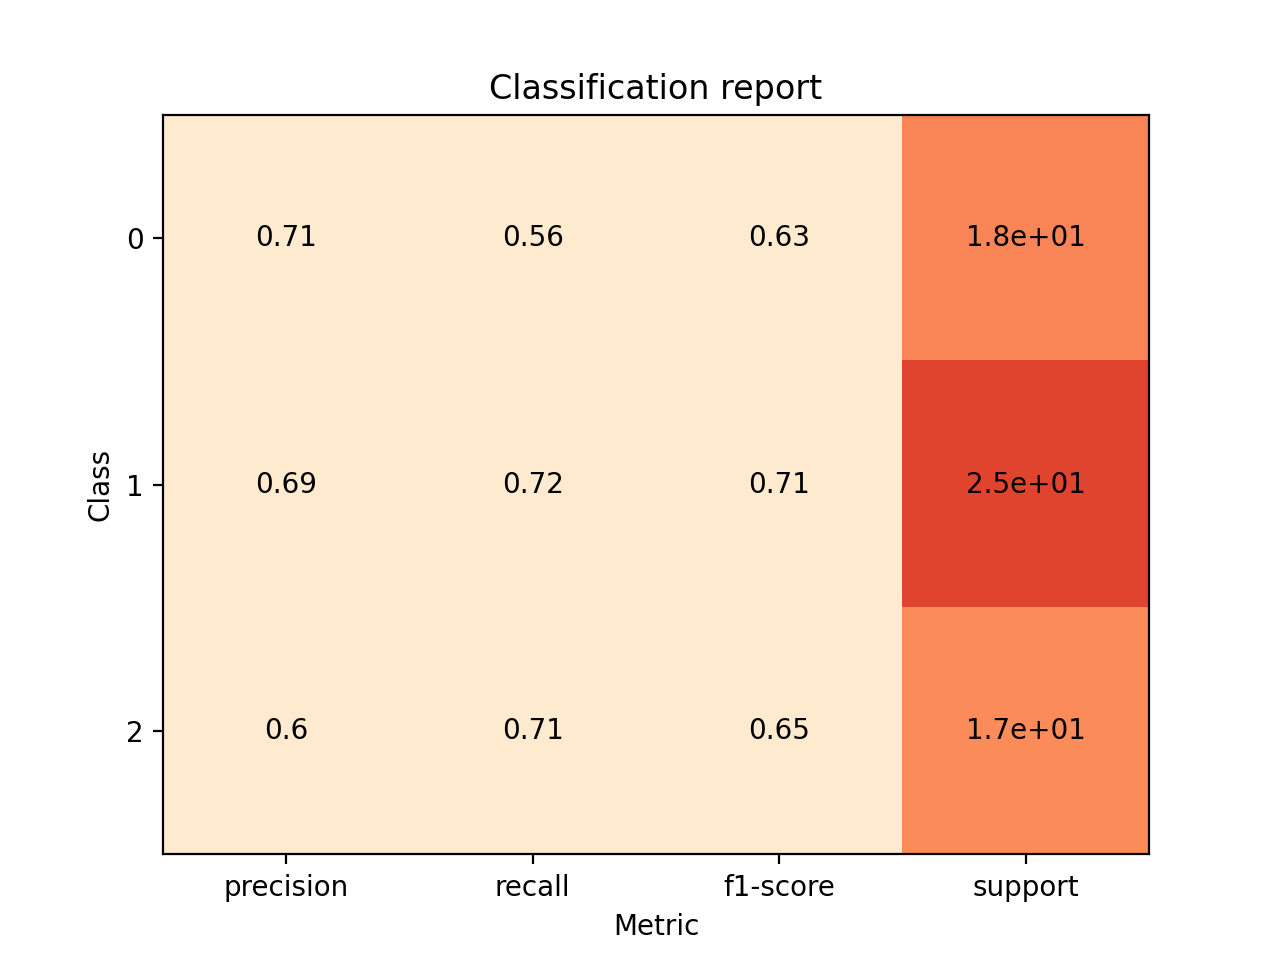 Classification report
0 0.71 0.56 0.63 1.8e+01
1 0.69 0.72 0.71 2.5e+01
2 0.6 0.71 0.65 1.7e+01
Class
precision recall f1-score support
Metric